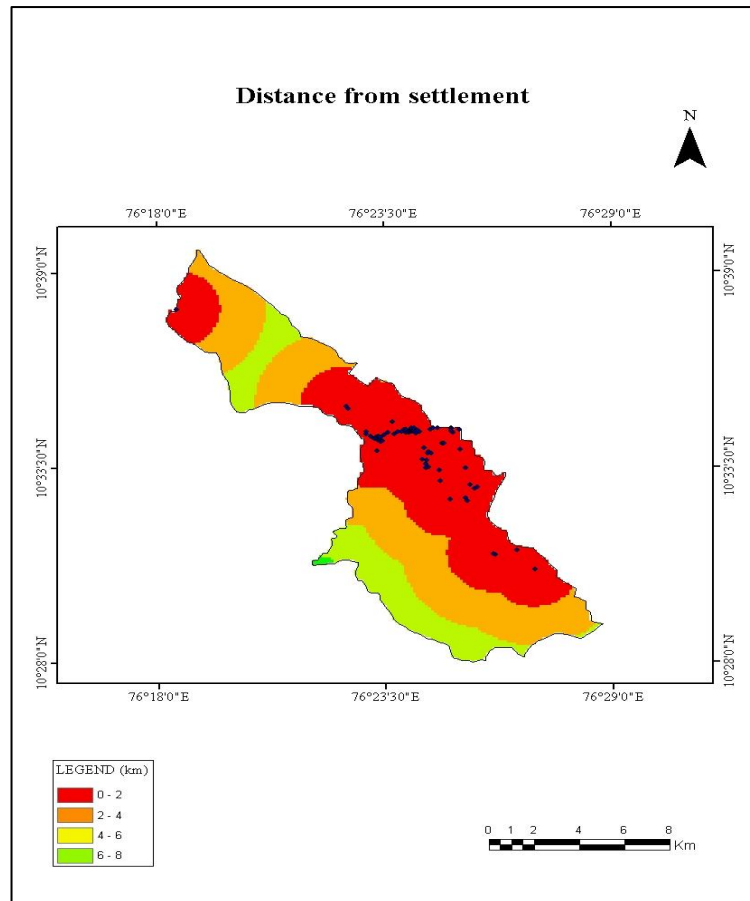 Distance from settlement
N
76°18'0"E 76°23'30"E 76°29'0"E
10°39'0"N 10°39'0"N
10°33'30"N 10°33'30"N
10°28'0"N 10°28'0"N
76°18'0"E 76°23'30"E 76°29'0"E
LEGEND (km)
0 - 2
2 - 4
4 - 6
6 - 8
0 1 2 4 6 8
Km